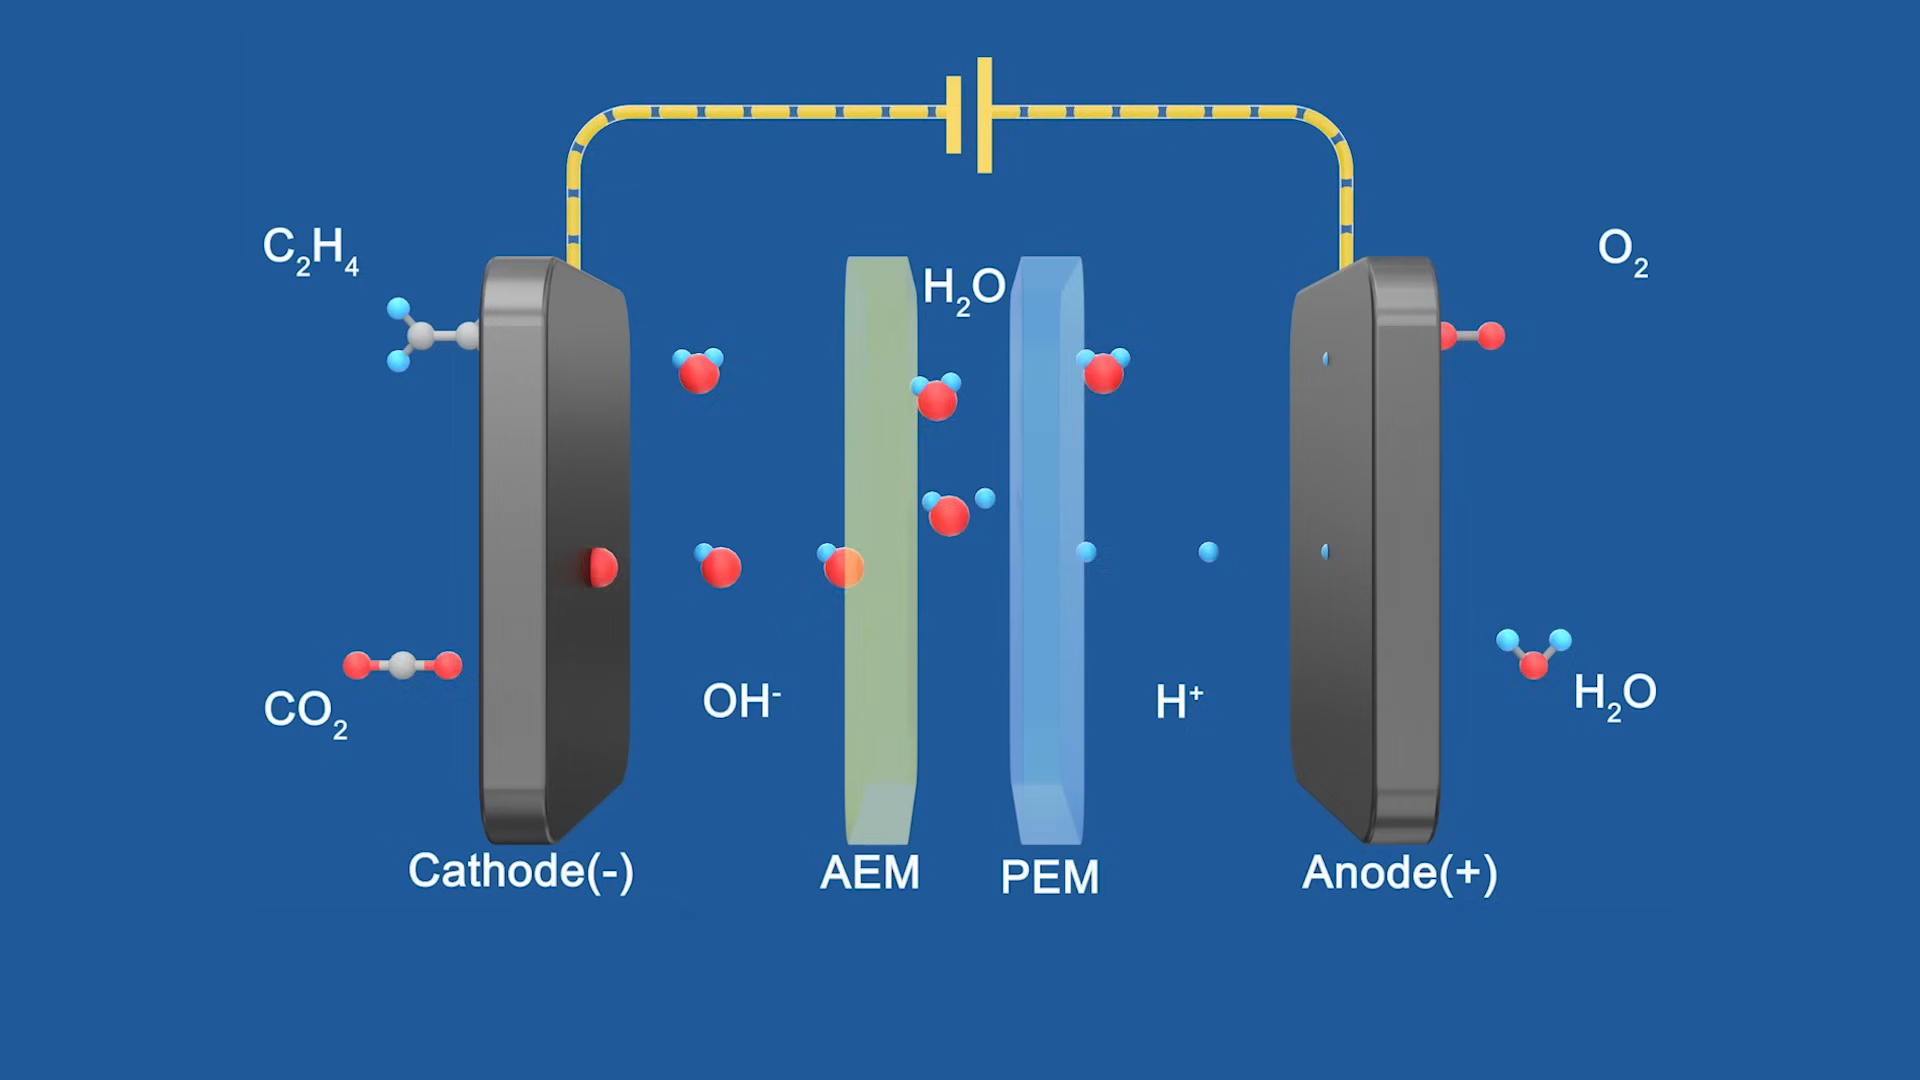 C₂H₄
O₂
H₂O
CO₂
OH⁻
H⁺
H₂O
Cathode(-)
AEM
PEM
Anode(+)